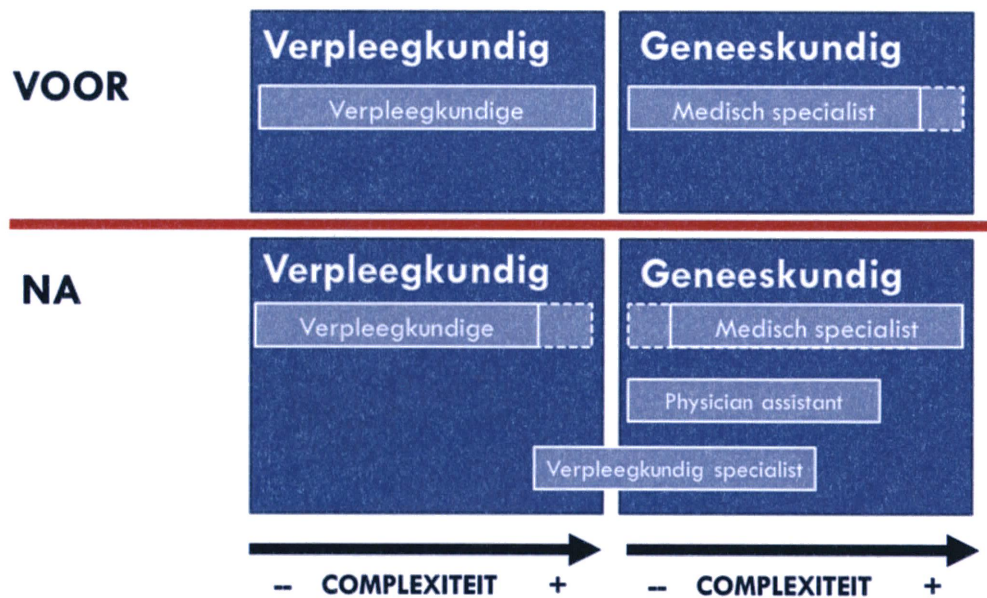 VOOR
Verpleegkundig
Verpleegkundige
Geneeskundig
Medisch specialist
NA
Verpleegkundig
Verpleegkundige
Geneeskundig
Medisch specialist
Physician assistant
Verpleegkundig specialist
-- COMPLEXITEIT +
-- COMPLEXITEIT +